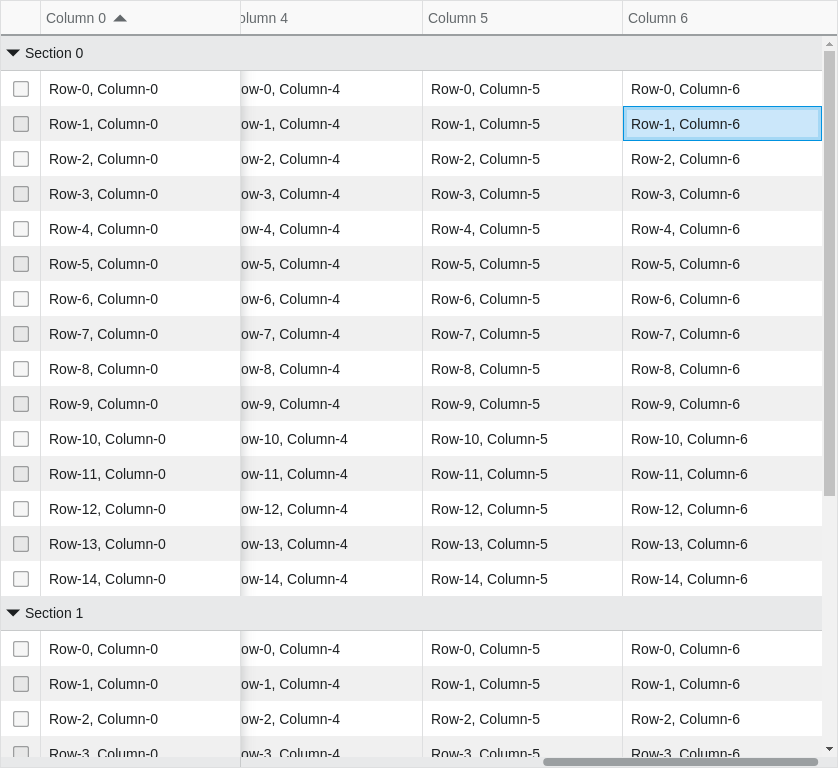 Column 0 olumn 4 Column 5 Column 6
Section 0
Row-0, Column-0 ow-0, Column-4 Row-0, Column-5 Row-0, Column-6
Row-1, Column-0 ow-1, Column-4 Row-1, Column-5 Row-1, Column-6
Row-2, Column-0 ow-2, Column-4 Row-2, Column-5 Row-2, Column-6
Row-3, Column-0 ow-3, Column-4 Row-3, Column-5 Row-3, Column-6
Row-4, Column-0 ow-4, Column-4 Row-4, Column-5 Row-4, Column-6
Row-5, Column-0 ow-5, Column-4 Row-5, Column-5 Row-5, Column-6
Row-6, Column-0 ow-6, Column-4 Row-6, Column-5 Row-6, Column-6
Row-7, Column-0 ow-7, Column-4 Row-7, Column-5 Row-7, Column-6
Row-8, Column-0 ow-8, Column-4 Row-8, Column-5 Row-8, Column-6
Row-9, Column-0 ow-9, Column-4 Row-9, Column-5 Row-9, Column-6
Row-10, Column-0 ow-10, Column-4 Row-10, Column-5 Row-10, Column-6
Row-11, Column-0 ow-11, Column-4 Row-11, Column-5 Row-11, Column-6
Row-12, Column-0 ow-12, Column-4 Row-12, Column-5 Row-12, Column-6
Row-13, Column-0 ow-13, Column-4 Row-13, Column-5 Row-13, Column-6
Row-14, Column-0 ow-14, Column-4 Row-14, Column-5 Row-14, Column-6
Section 1
Row-0, Column-0 ow-0, Column-4 Row-0, Column-5 Row-0, Column-6
Row-1, Column-0 ow-1, Column-4 Row-1, Column-5 Row-1, Column-6
Row-2, Column-0 ow-2, Column-4 Row-2, Column-5 Row-2, Column-6
Row-3, Column-0 ow-3, Column-4 Row-3, Column-5 Row-3, Column-6